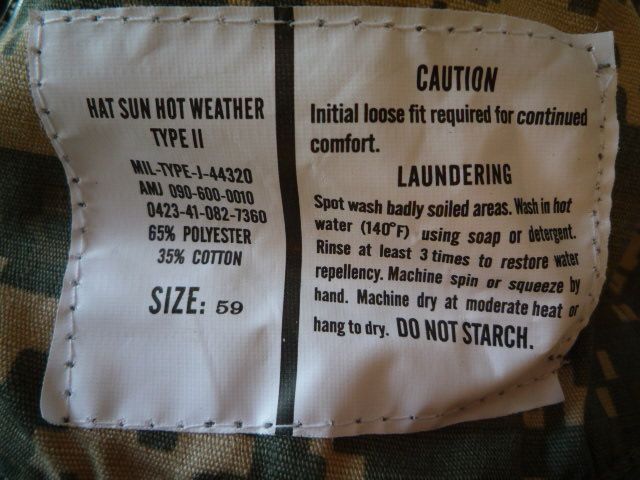 HAT SUN HOT WEATHER
TYPE II
MIL-TYPE-J-44320
AMJ 090-600-0010
0423-41-082-7360
65% POLYESTER
35% COTTON
SIZE: 59
CAUTION
Initial loose fit required for continued
comfort.
LAUNDERING
Spot wash badly soiled areas. Wash in hot
water (140°F) using soap or detergent.
Rinse at least 3 times to restore water
repellency. Machine spin or squeeze by
hand. Machine dry at moderate heat or
hang to dry. DO NOT STARCH.